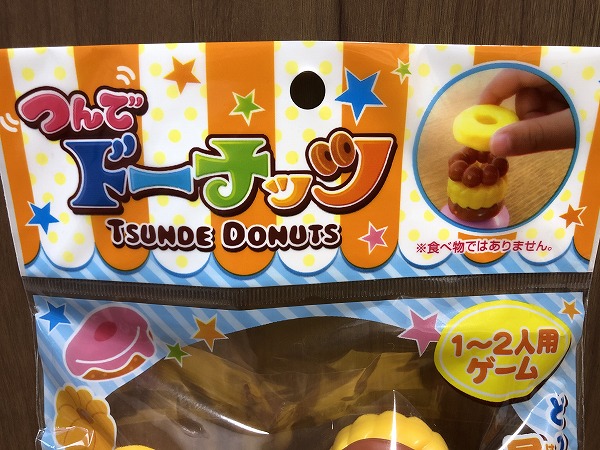 つんで
ドーナッツ
TSUNDE DONUTS
※食べ物ではありません。
1～2人用
ゲーム